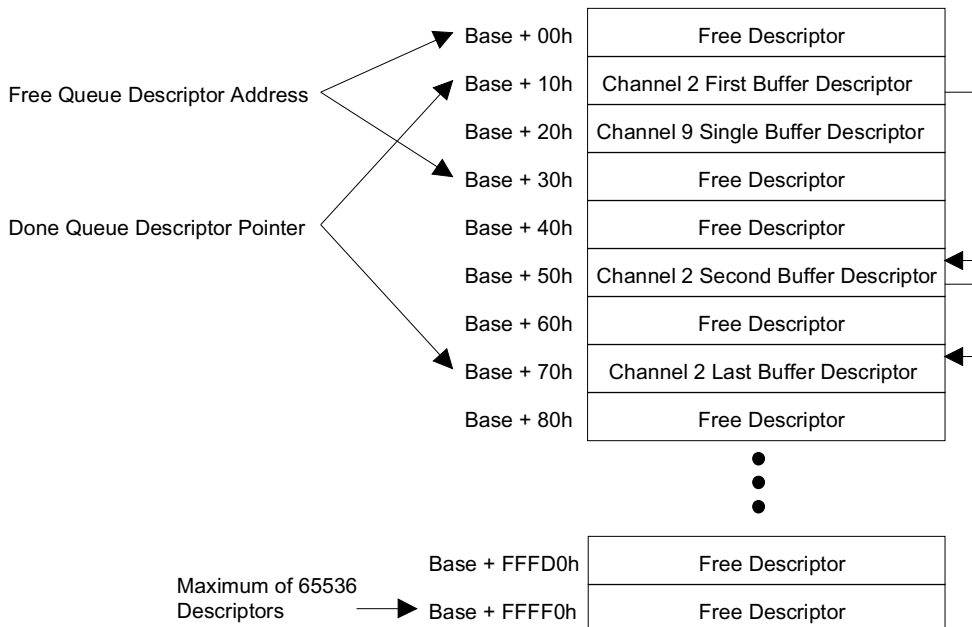 Base + 00h Free Descriptor
Free Queue Descriptor Address
Base + 10h Channel 2 First Buffer Descriptor
Base + 20h Channel 9 Single Buffer Descriptor
Base + 30h Free Descriptor
Done Queue Descriptor Pointer
Base + 40h Free Descriptor
Base + 50h Channel 2 Second Buffer Descriptor
Base + 60h Free Descriptor
Base + 70h Channel 2 Last Buffer Descriptor
Base + 80h Free Descriptor
Base + FFFD0h Free Descriptor
Maximum of 65536
Descriptors
Base + FFFF0h Free Descriptor